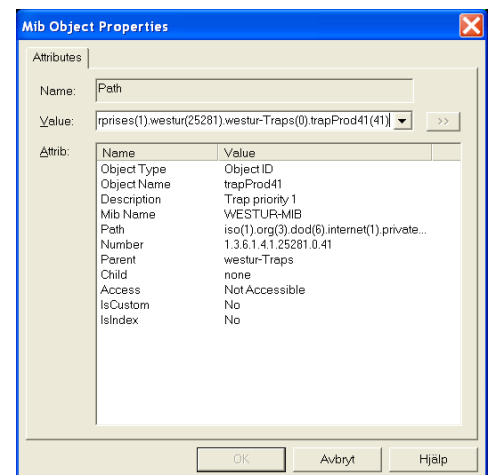 Mib Object Properties
Attributes
Name: Path
Value: rprises(1).westur(25281).westur-Traps(0).trapProd41(41) >>
Attrib: Name Value
Object Type Object ID
Object Name trapProd41
Description Trap priority 1
Mib Name WESTUR-MIB
Path iso(1).org(3).dod(6).internet(1).private...
Number 1.3.6.1.4.1.25281.0.41
Parent westur-Traps
Child none
Access Not Accessible
IsCustom No
IsIndex No
OK Avbryt Hjälp